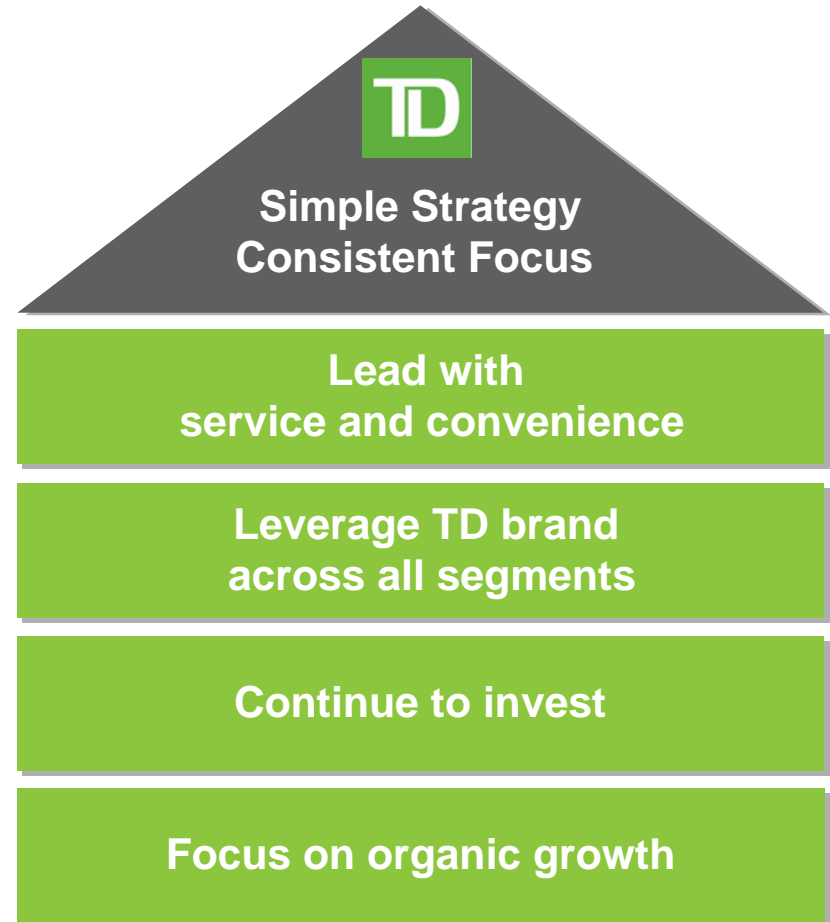 TD
Simple Strategy
Consistent Focus
Lead with
service and convenience
Leverage TD brand
across all segments
Continue to invest
Focus on organic growth